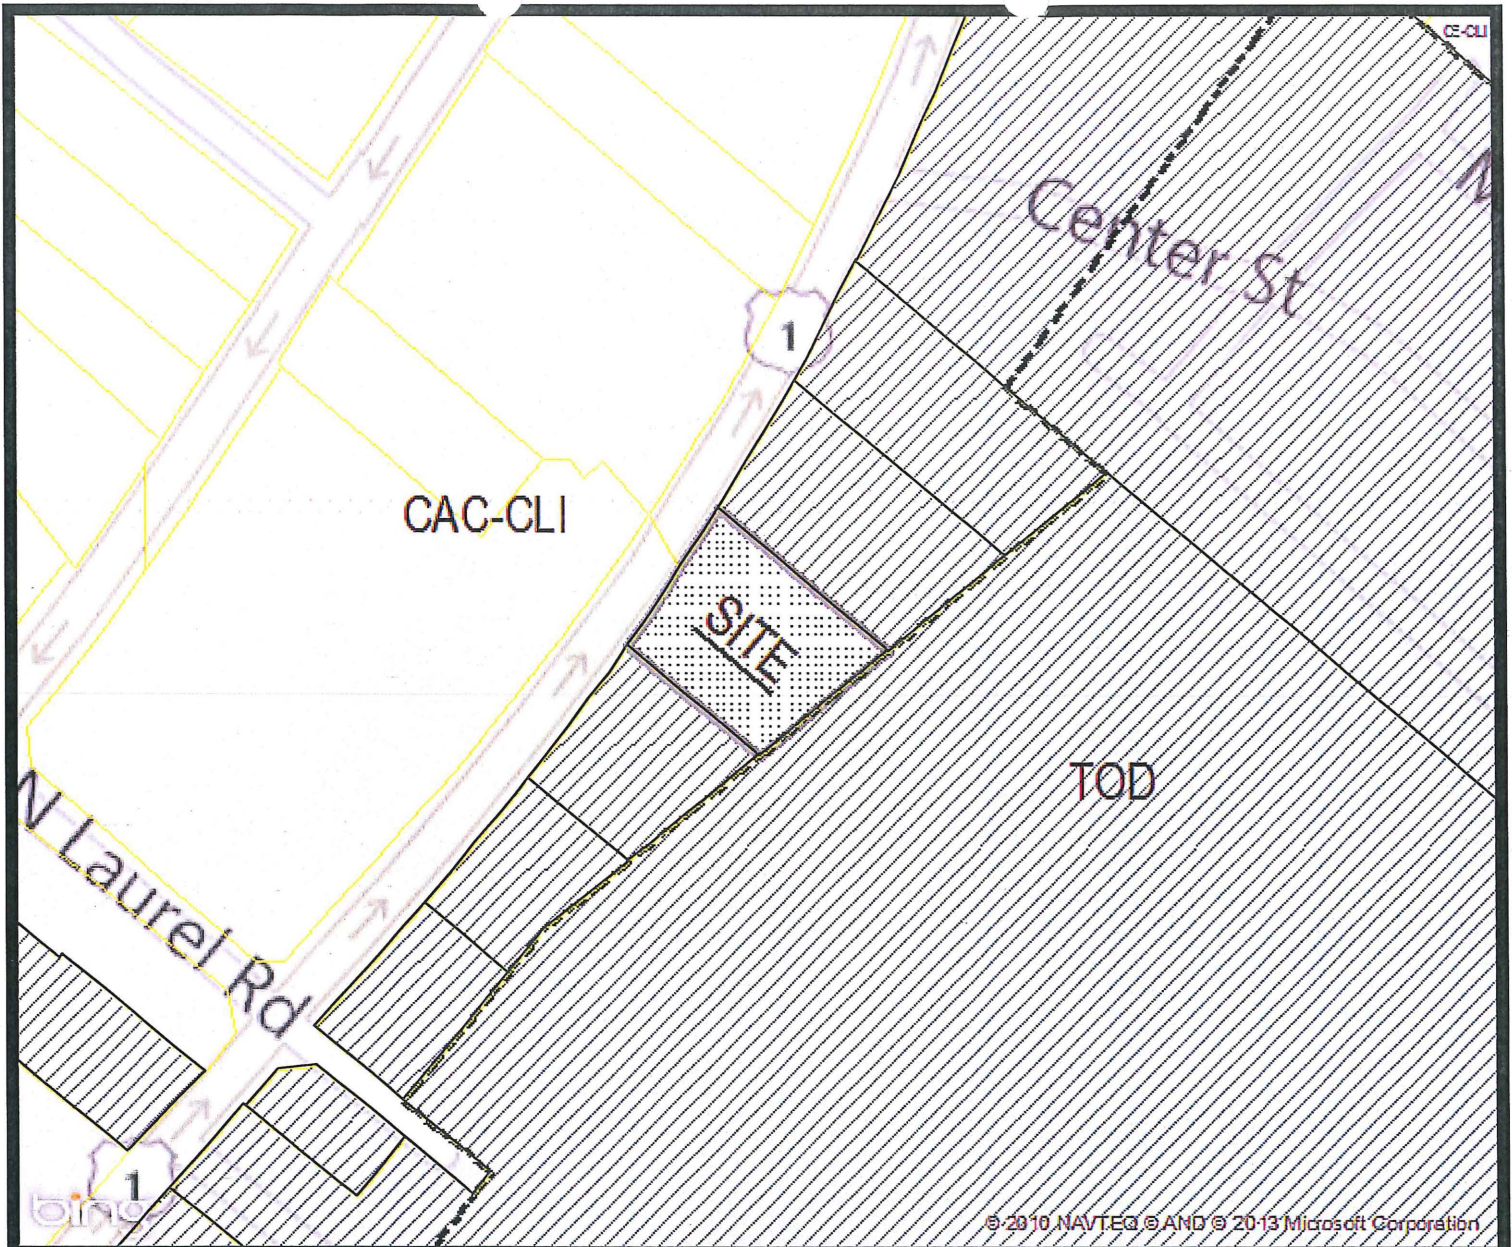 CE-CLI
Center St
1
CAC-CLI
SITE
TOD
N Laurel Rd
1
bing
© 2010 NAVTEQ © AND © 2013 Microsoft Corporation